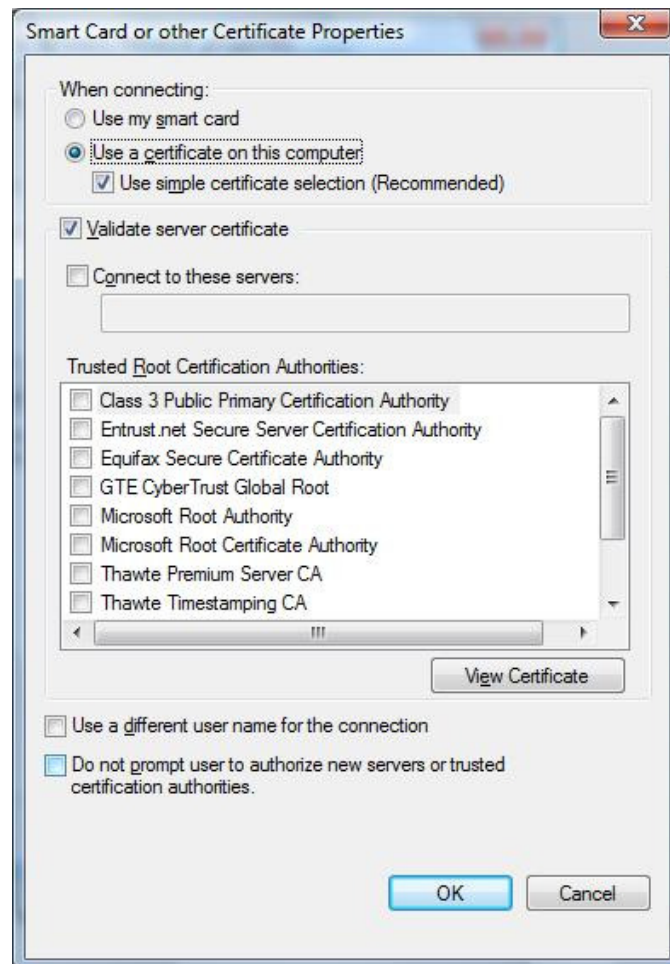 Smart Card or other Certificate Properties
When connecting:
Use my smart card
Use a certificate on this computer
Use simple certificate selection (Recommended)
Validate server certificate
Connect to these servers:
Trusted Root Certification Authorities:
Class 3 Public Primary Certification Authority
Entrust.net Secure Server Certification Authority
Equifax Secure Certificate Authority
GTE CyberTrust Global Root
Microsoft Root Authority
Microsoft Root Certificate Authority
Thawte Premium Server CA
Thawte Timestamping CA
View Certificate
Use a different user name for the connection
Do not prompt user to authorize new servers or trusted
certification authorities.
OK Cancel